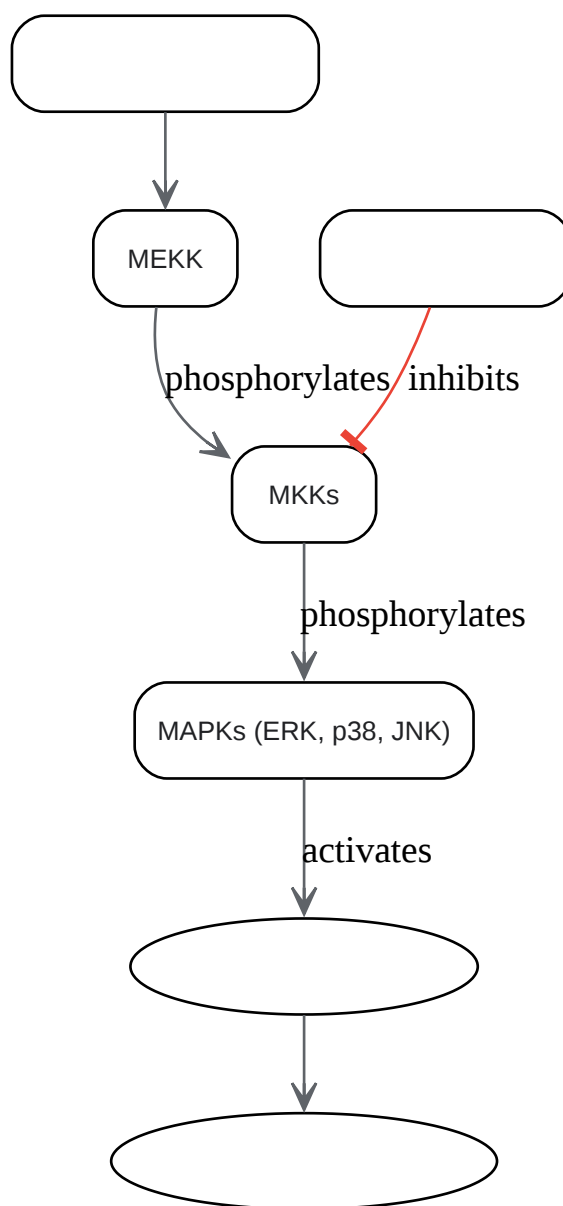 MEKK
phosphorylates
inhibits
MKKs
phosphorylates
MAPKs (ERK, p38, JNK)
activates